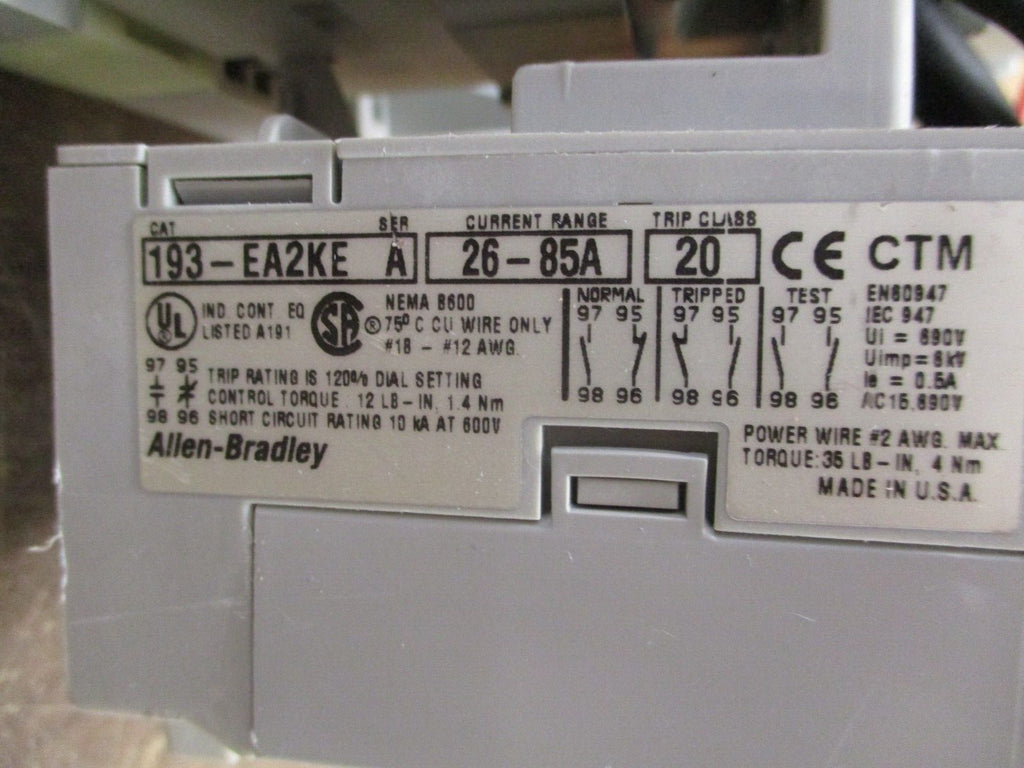 CAT SER CURRENT RANGE TRIP CLASS
193-EA2KE A 26-85A 20 CE CTM
UL IND. CONT. EQ
LISTED A191
SA ® NEMA B600
75° C CU WIRE ONLY
#18 - #12 AWG.
97 95
98 96
TRIP RATING IS 120% DIAL SETTING
CONTROL TORQUE: 12 LB-IN, 1.4 Nm
SHORT CIRCUIT RATING 10 kA AT 600V
Allen-Bradley
NORMAL TRIPPED TEST
97 95 97 95 97 95
98 96 98 96 98 96
EN60947
IEC 947
Ui = 690V
Uimp = 6kV
Ie = 0.5A
AC15.690V
POWER WIRE #2 AWG. MAX.
TORQUE: 35 LB-IN, 4 Nm
MADE IN U.S.A.